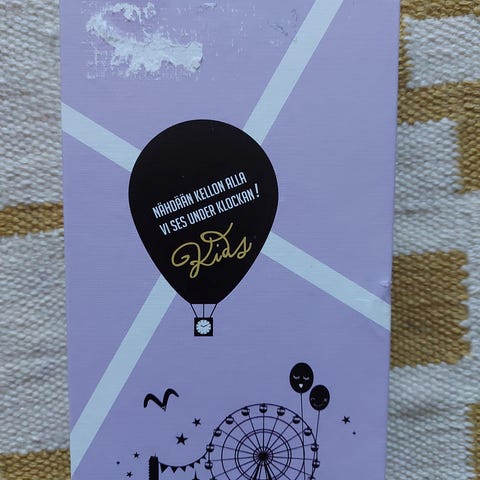 NÄHDÄÄN KELLON ALLA
VI SES UNDER KLOCKAN!
Kids